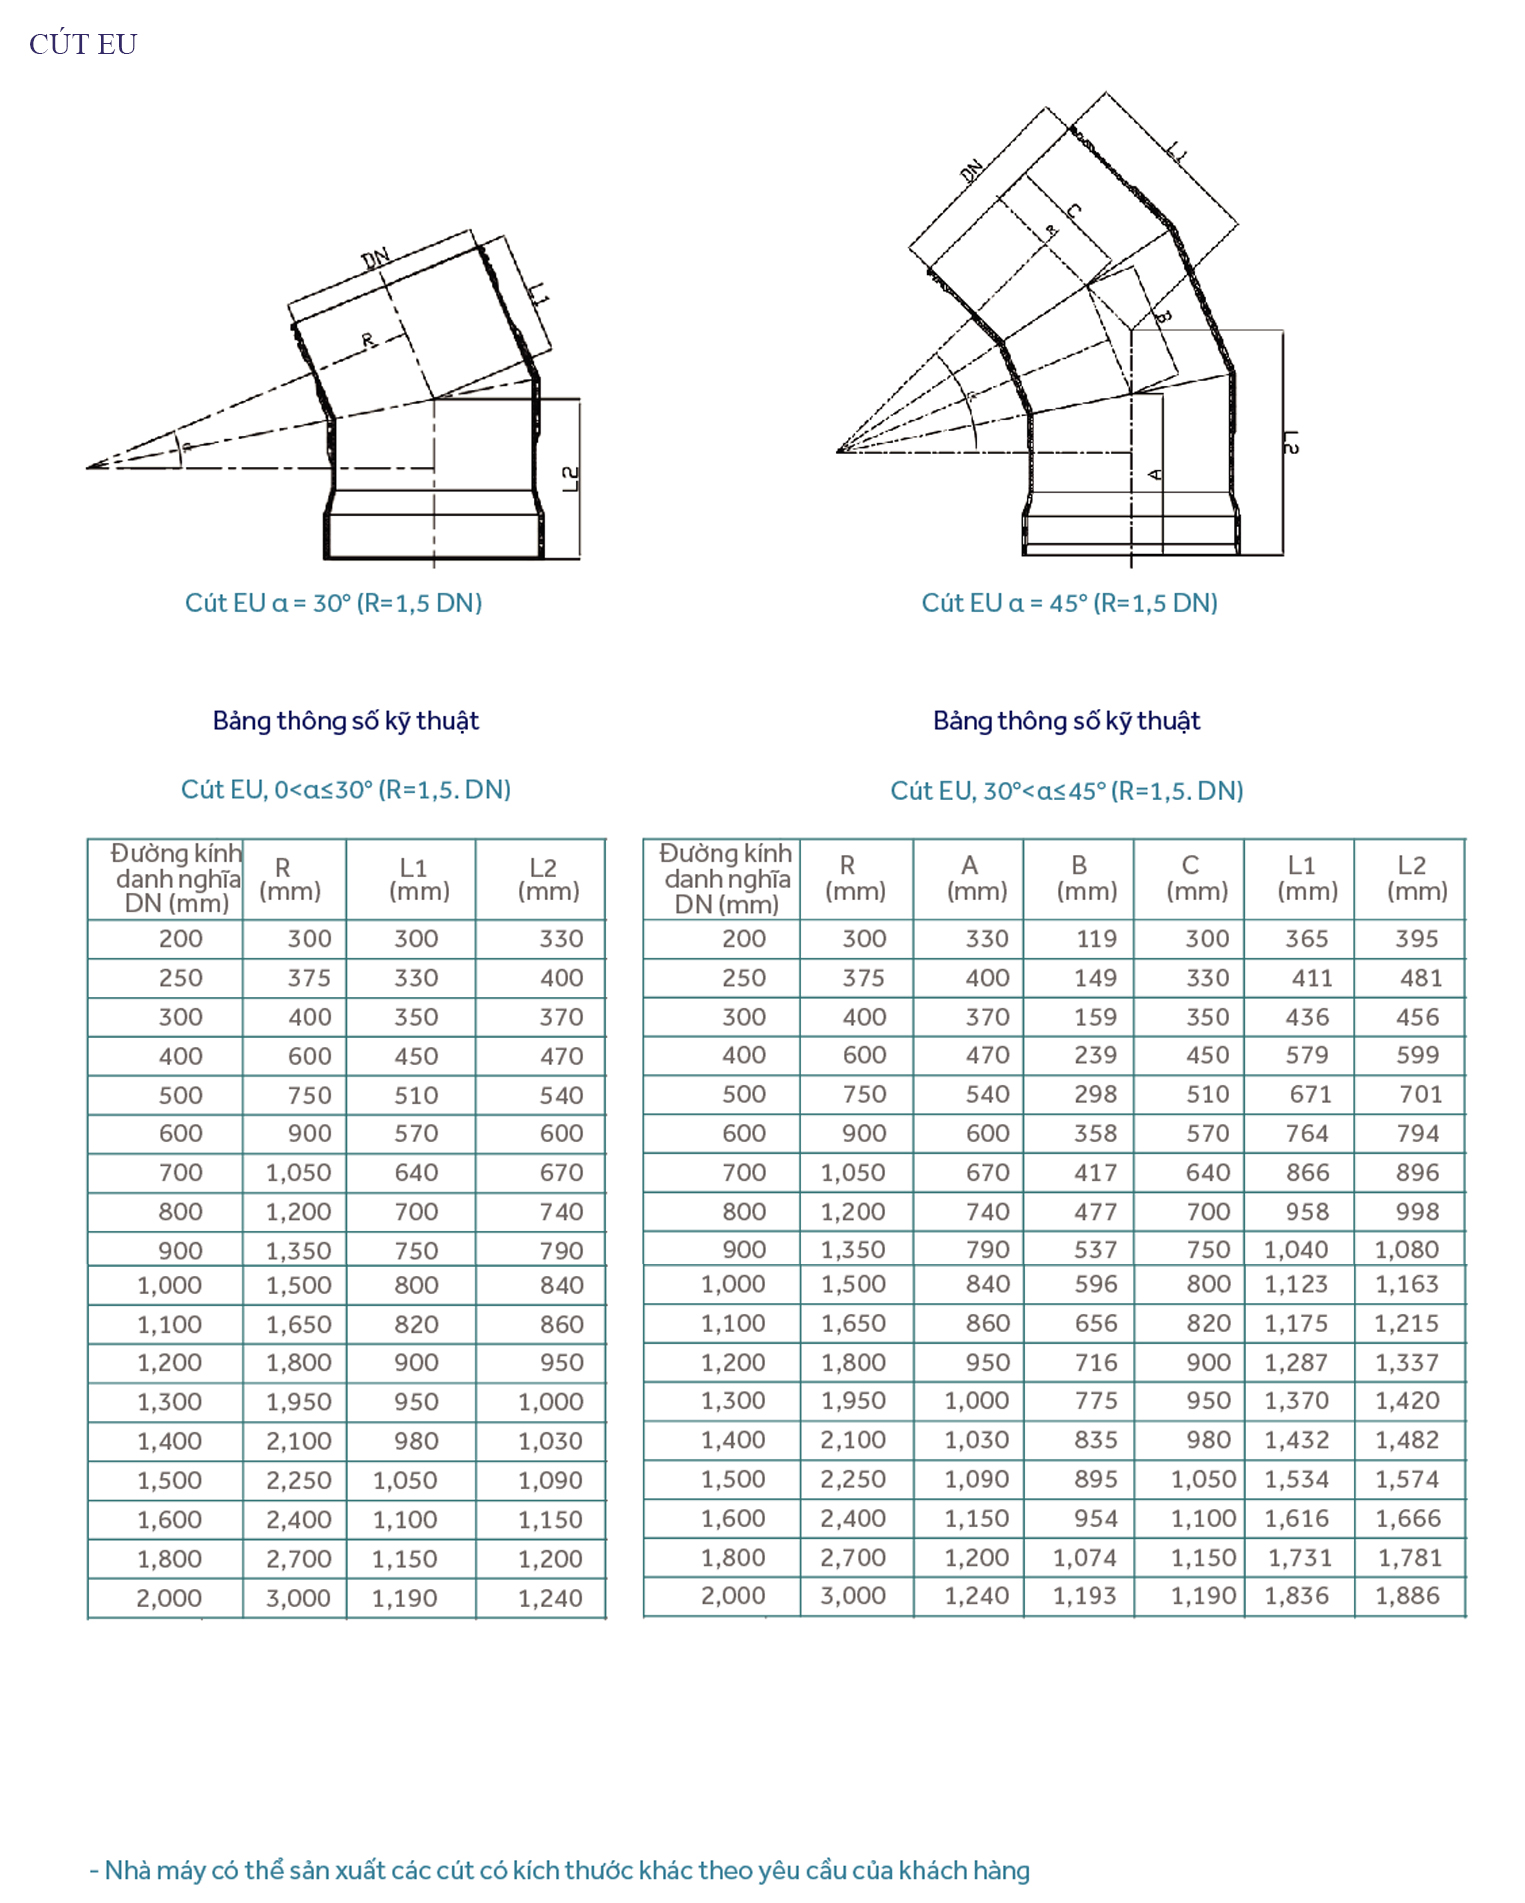 CÚT EU
DN
L1
R
α
L2
DN
L1
C
R
B
α
A
L2
Cút EU α = 30° (R=1,5 DN)
Cút EU α = 45° (R=1,5 DN)
Bảng thông số kỹ thuật
Bảng thông số kỹ thuật
Cút EU, 0<α≤30° (R=1,5. DN)
Cút EU, 30°<α≤45° (R=1,5. DN)
Đường kính danh nghĩa DN (mm) R (mm) L1 (mm) L2 (mm)
200 300 300 330
250 375 330 400
300 400 350 370
400 600 450 470
500 750 510 540
600 900 570 600
700 1,050 640 670
800 1,200 700 740
900 1,350 750 790
1,000 1,500 800 840
1,100 1,650 820 860
1,200 1,800 900 950
1,300 1,950 950 1,000
1,400 2,100 980 1,030
1,500 2,250 1,050 1,090
1,600 2,400 1,100 1,150
1,800 2,700 1,150 1,200
2,000 3,000 1,190 1,240
Đường kính danh nghĩa DN (mm) R (mm) A (mm) B (mm) C (mm) L1 (mm) L2 (mm)
200 300 330 119 300 365 395
250 375 400 149 330 411 481
300 400 370 159 350 436 456
400 600 470 239 450 579 599
500 750 540 298 510 671 701
600 900 600 358 570 764 794
700 1,050 670 417 640 866 896
800 1,200 740 477 700 958 998
900 1,350 790 537 750 1,040 1,080
1,000 1,500 840 596 800 1,123 1,163
1,100 1,650 860 656 820 1,175 1,215
1,200 1,800 950 716 900 1,287 1,337
1,300 1,950 1,000 775 950 1,370 1,420
1,400 2,100 1,030 835 980 1,432 1,482
1,500 2,250 1,090 895 1,050 1,534 1,574
1,600 2,400 1,150 954 1,100 1,616 1,666
1,800 2,700 1,200 1,074 1,150 1,731 1,781
2,000 3,000 1,240 1,193 1,190 1,836 1,886
- Nhà máy có thể sản xuất các cút có kích thước khác theo yêu cầu của khách hàng